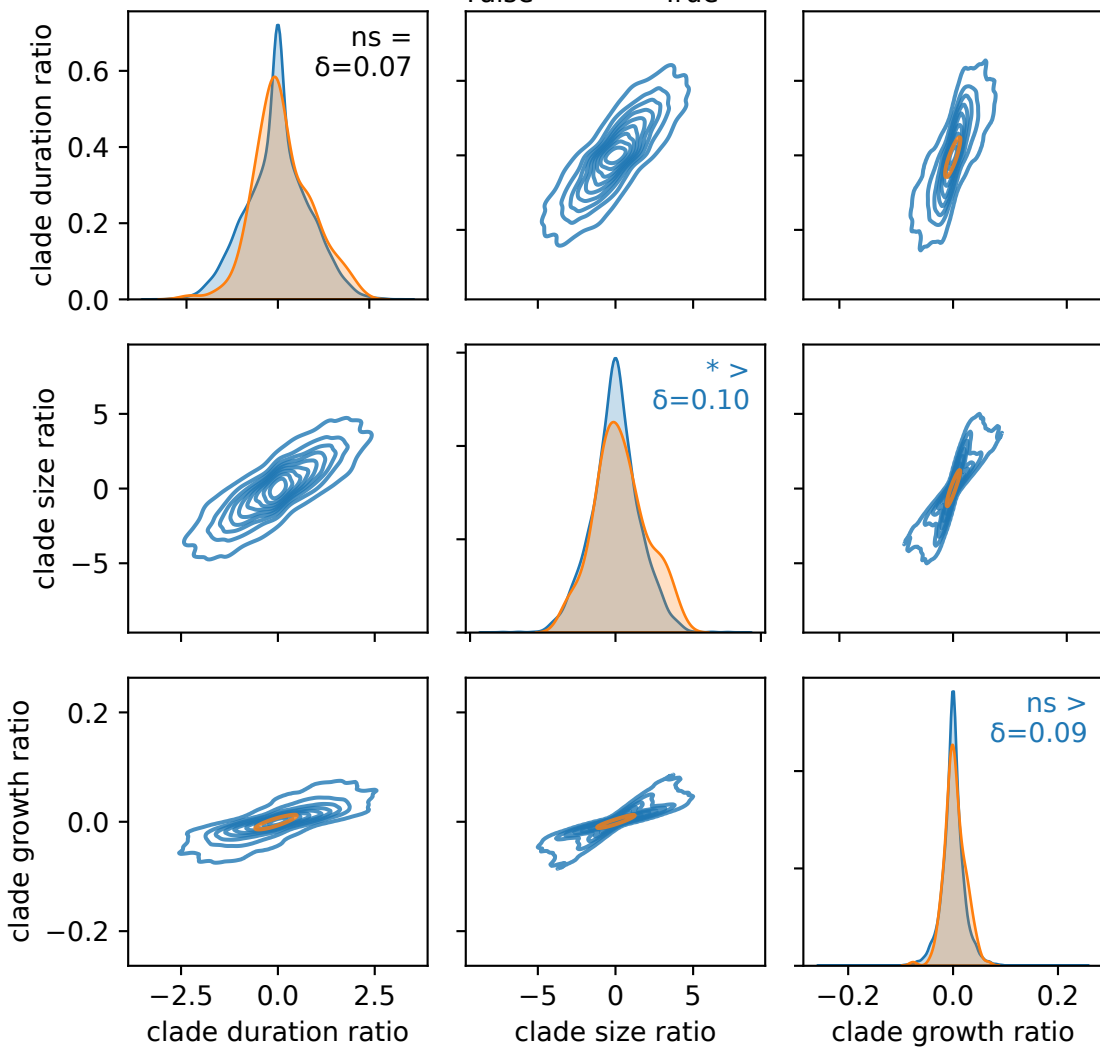 clade duration ratio
0.6
0.4
0.2
0.0
ns =
δ=0.07
clade size ratio
5
0
−5
* >
δ=0.10
clade growth ratio
0.2
0.0
−0.2
ns >
δ=0.09
−2.5 0.0 2.5
−5 0 5
−0.2 0.0 0.2
clade duration ratio
clade size ratio
clade growth ratio